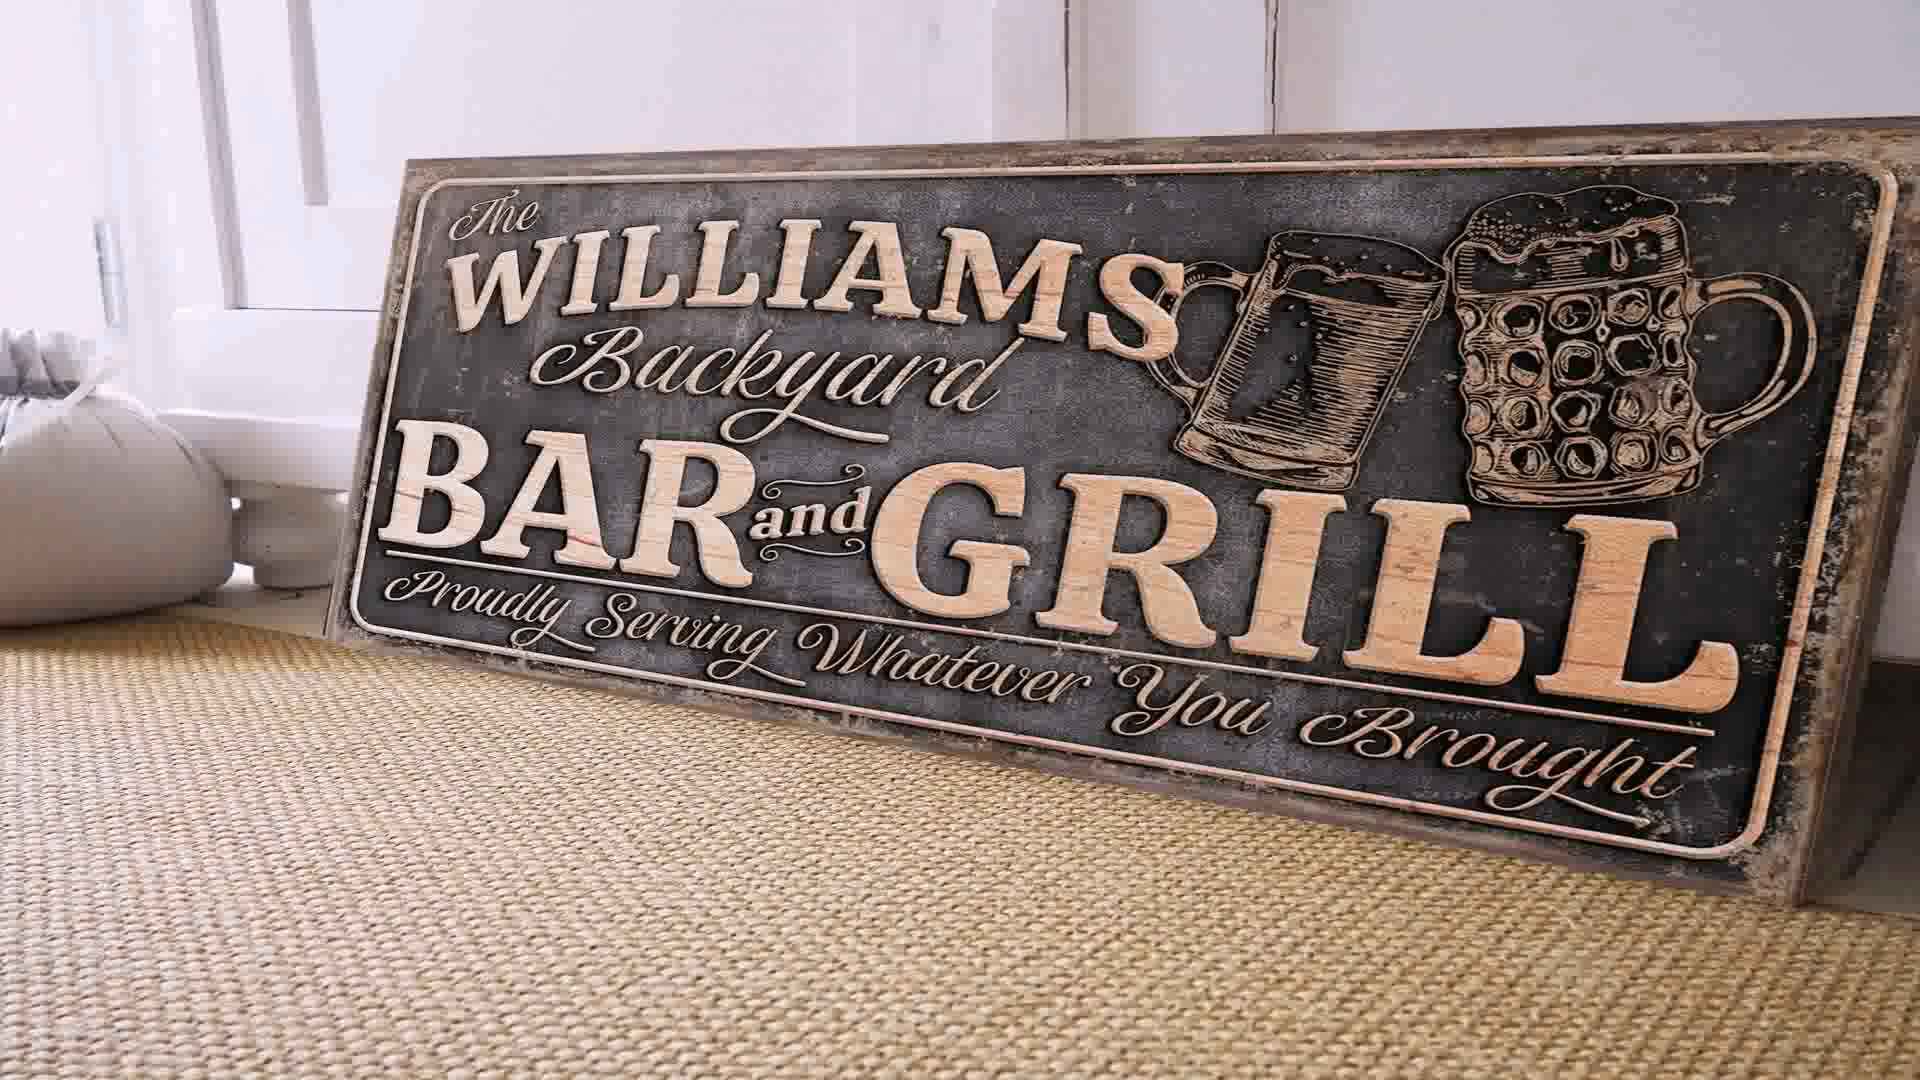 The
WILLIAMS
Backyard
BAR and GRILL
Proudly Serving Whatever You Brought